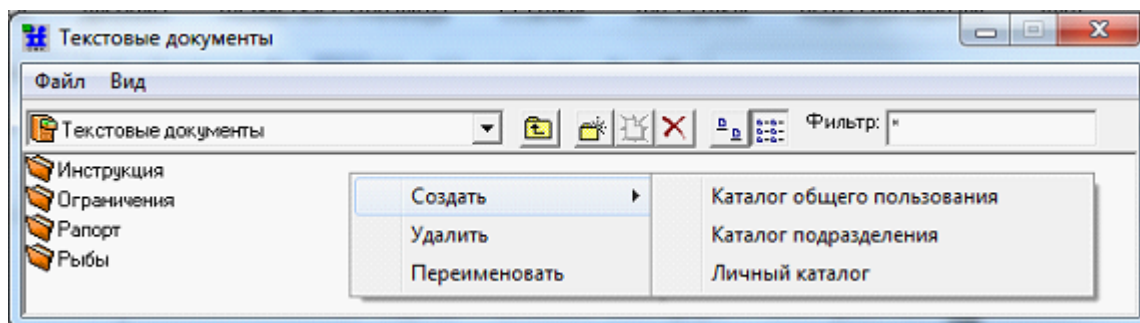 Текстовые документы
Файл Вид
Текстовые документы Фильтр: *
Инструкция
Ограничения
Рапорт
Рыбы
Создать
Удалить
Переименовать
Каталог общего пользования
Каталог подразделения
Личный каталог